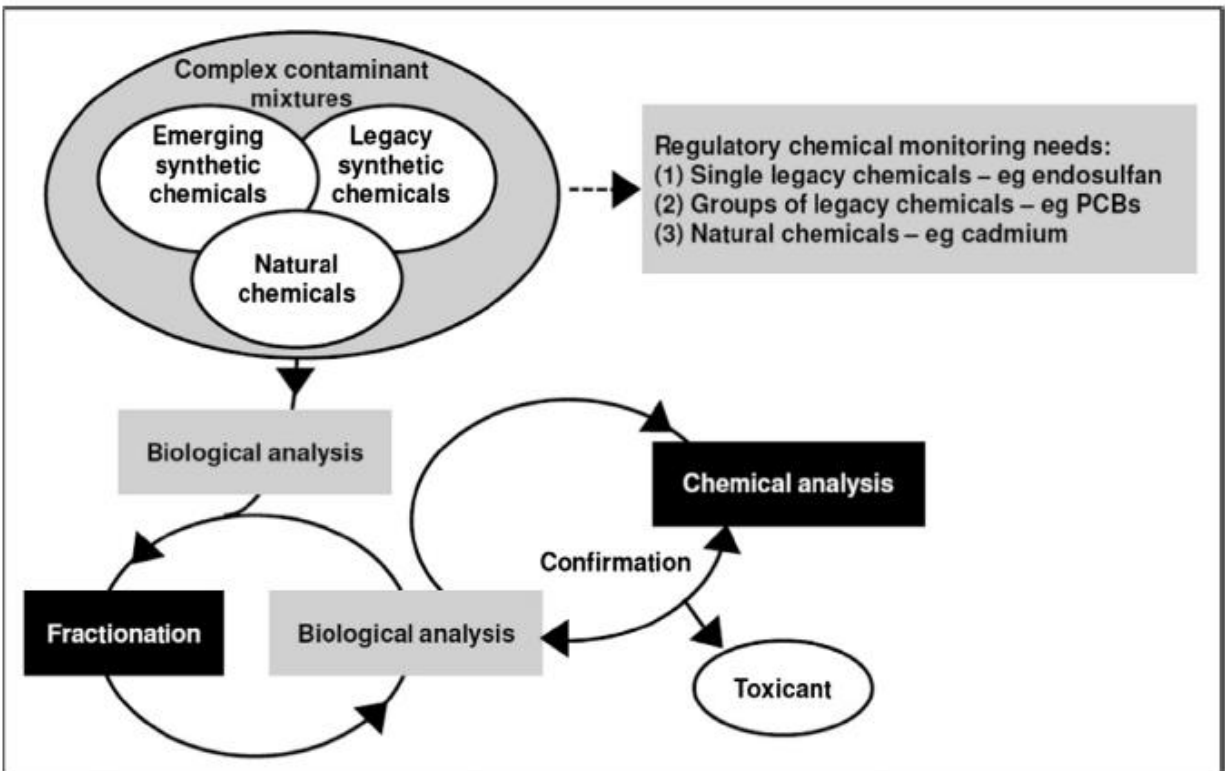 Complex contaminant
mixtures
Emerging
synthetic
chemicals
Legacy
synthetic
chemicals
Natural
chemicals
Regulatory chemical monitoring needs:
(1) Single legacy chemicals – eg endosulfan
(2) Groups of legacy chemicals – eg PCBs
(3) Natural chemicals – eg cadmium
Biological analysis
Chemical analysis
Confirmation
Fractionation
Biological analysis
Toxicant